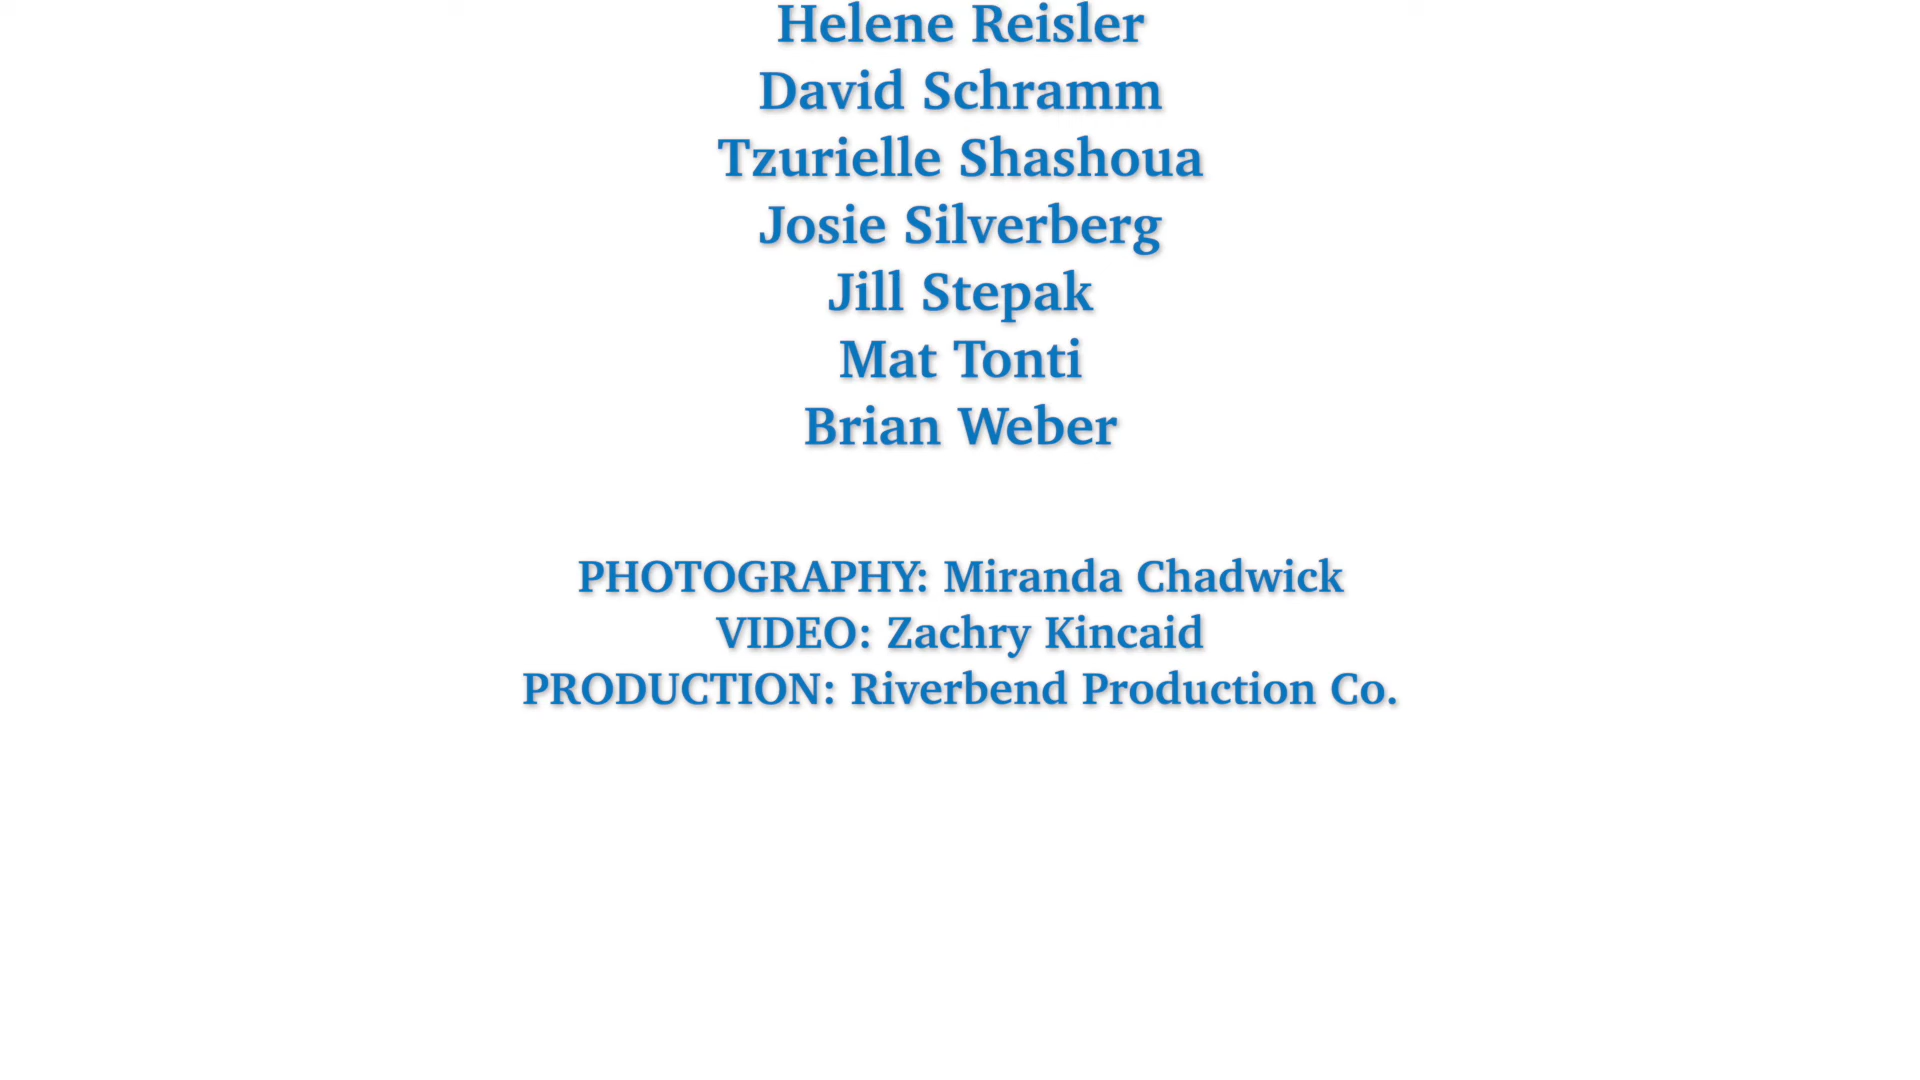 Helene Reisler
David Schramm
Tzurielle Shashoua
Josie Silverberg
Jill Stepak
Mat Tonti
Brian Weber
PHOTOGRAPHY: Miranda Chadwick
VIDEO: Zachry Kincaid
PRODUCTION: Riverbend Production Co.